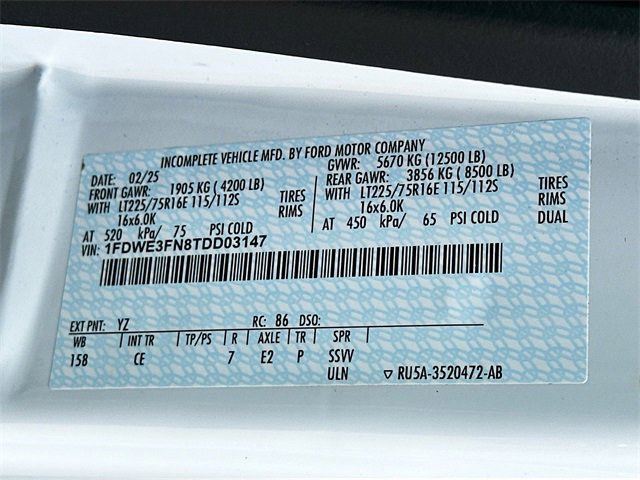 INCOMPLETE VEHICLE MFD. BY FORD MOTOR COMPANY
DATE: 02/25 GVWR: 5670 KG (12500 LB)
FRONT GAWR: 1905 KG (4200 LB) REAR GAWR: 3856 KG (8500 LB)
WITH LT225/75R16E 115/112S TIRES WITH LT225/75R16E 115/112S TIRES
16x6.0K RIMS 16x6.0K RIMS
AT 520 kPa/ 75 PSI COLD AT 450 kPa/ 65 PSI COLD DUAL
VIN: 1FDWE3FN8TDD03147
EXT PNT: YZ RC: 86 DSO:
WB INT TR TP/PS R AXLE TR SPR
158 CE 7 E2 P SSVV
ULN ▽ RU5A-3520472-AB